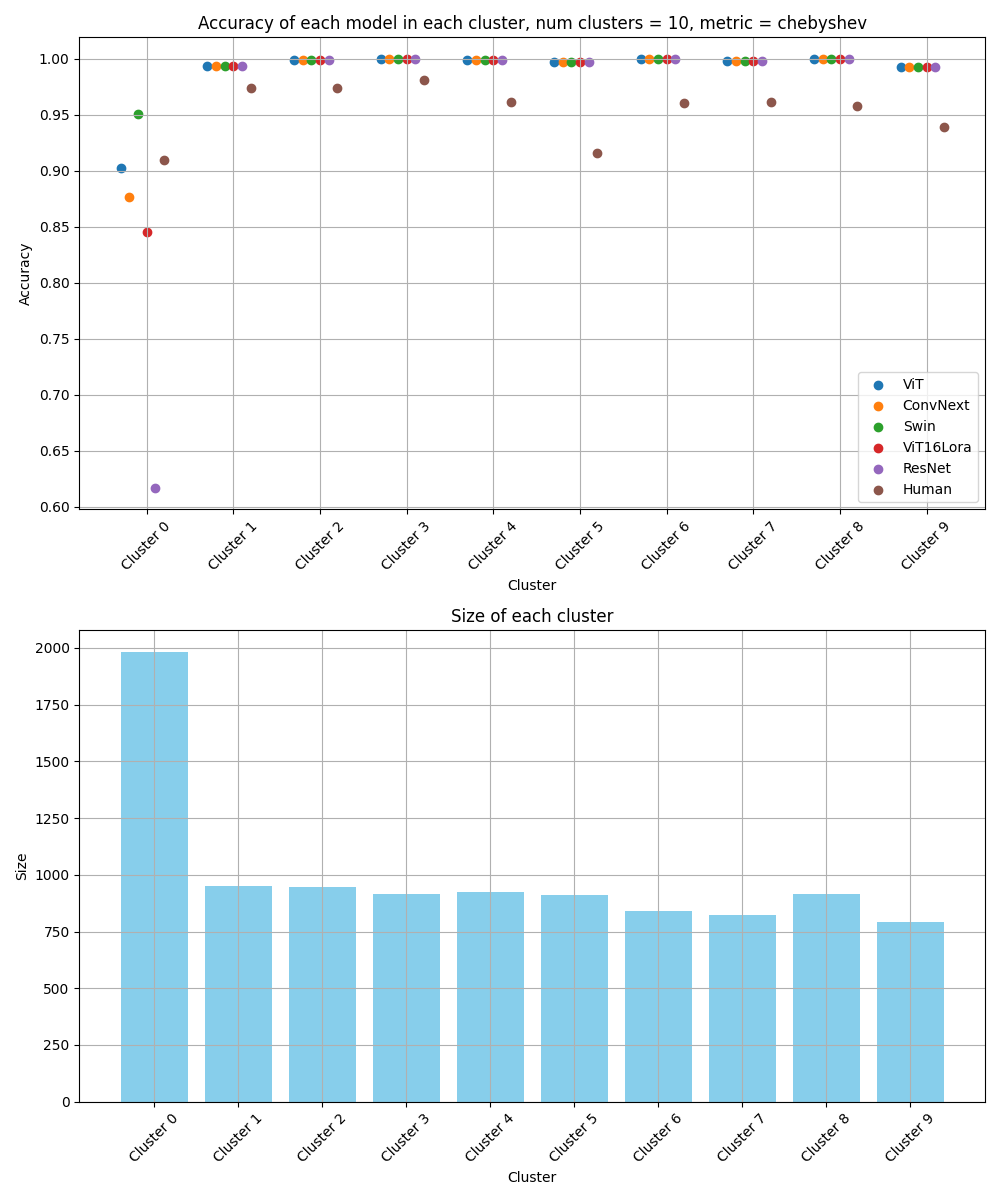 Accuracy of each model in each cluster, num clusters = 10, metric = chebyshev
Accuracy
1.00
0.95
0.90
0.85
0.80
0.75
0.70
0.65
0.60
ViT
ConvNext
Swin
ViT16Lora
ResNet
Human
Cluster 0
Cluster 1
Cluster 2
Cluster 3
Cluster 4
Cluster 5
Cluster 6
Cluster 7
Cluster 8
Cluster 9
Cluster
Size of each cluster
Size
2000
1750
1500
1250
1000
750
500
250
0
Cluster 0
Cluster 1
Cluster 2
Cluster 3
Cluster 4
Cluster 5
Cluster 6
Cluster 7
Cluster 8
Cluster 9
Cluster